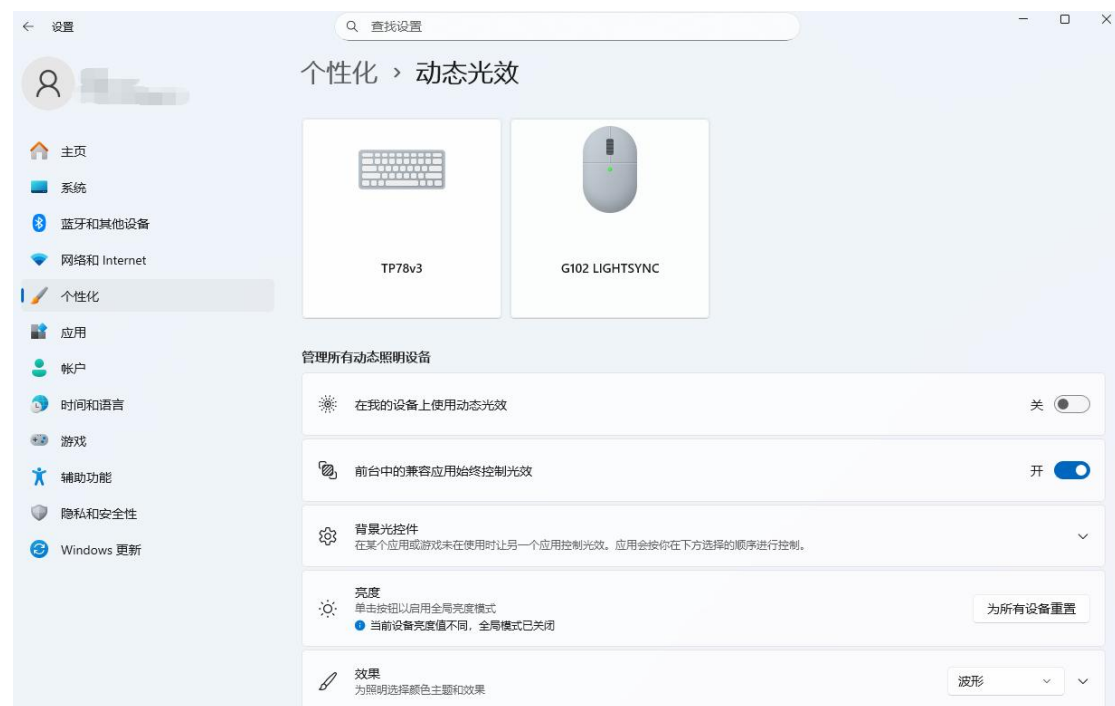 设置
查找设置
个性化 › 动态光效
主页
系统
蓝牙和其他设备
网络和 Internet
个性化
应用
帐户
时间和语言
游戏
辅助功能
隐私和安全性
Windows 更新
TP78v3
G102 LIGHTSYNC
管理所有动态照明设备
在我的设备上使用动态光效
关
前台中的兼容应用始终控制光效
开
背景光控件
在某个应用或游戏未在使用时让另一个应用控制光效。应用会按你在下方选择的顺序进行控制。
亮度
单击按钮以启用全局亮度模式
当前设备亮度值不同，全局模式已关闭
为所有设备重置
效果
为照明选择颜色主题和效果
波形